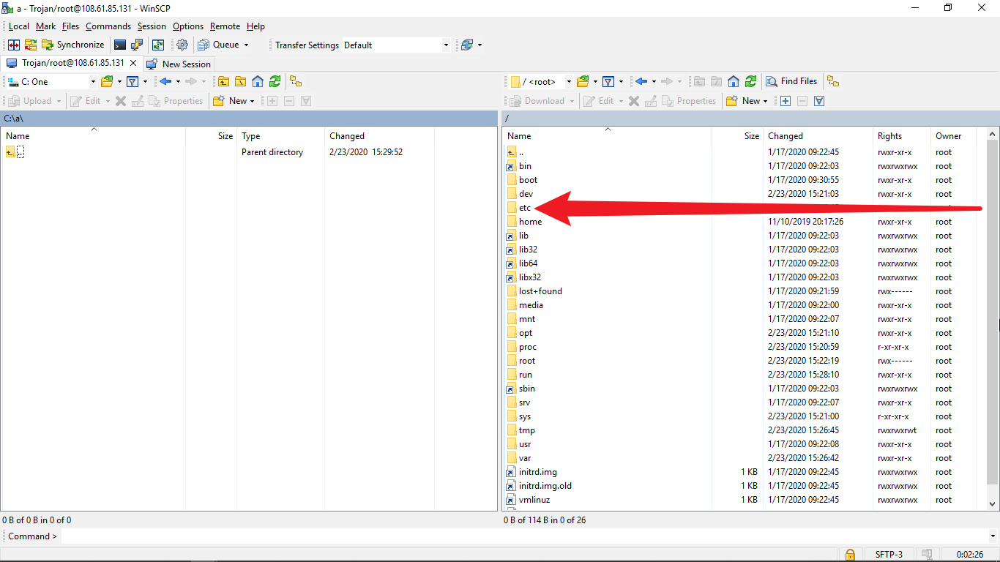 a - Trojan/root@108.61.85.131 - WinSCP
Local Mark Files Commands Session Options Remote Help
Synchronize Queue Transfer Settings Default
Trojan/root@108.61.85.131 New Session
C: One / <root> Find Files
Upload Edit Properties New Download Edit Properties New
C:\a\ /
Name Size Type Changed Name Size Changed Rights Owner
.. Parent directory 2/23/2020 15:29:52 .. 1/17/2020 09:22:45 rwxr-xr-x root
bin 1/17/2020 09:22:03 rwxrwxrwx root
boot 1/17/2020 09:30:55 rwxr-xr-x root
dev 2/23/2020 15:21:03 rwxr-xr-x root
etc
home 11/10/2019 20:17:26 rwxr-xr-x root
lib 1/17/2020 09:22:03 rwxrwxrwx root
lib32 1/17/2020 09:22:03 rwxrwxrwx root
lib64 1/17/2020 09:22:03 rwxrwxrwx root
libx32 1/17/2020 09:22:03 rwxrwxrwx root
lost+found 1/17/2020 09:21:59 rwx------ root
media 1/17/2020 09:22:00 rwxr-xr-x root
mnt 1/17/2020 09:22:07 rwxr-xr-x root
opt 2/23/2020 15:21:10 rwxr-xr-x root
proc 2/23/2020 15:20:59 r-xr-xr-x root
root 2/23/2020 15:22:19 rwx------ root
run 2/23/2020 15:28:10 rwxr-xr-x root
sbin 1/17/2020 09:22:03 rwxrwxrwx root
srv 1/17/2020 09:22:07 rwxr-xr-x root
sys 2/23/2020 15:21:00 r-xr-xr-x root
tmp 2/23/2020 15:26:45 rwxrwxrwt root
usr 1/17/2020 09:22:08 rwxr-xr-x root
var 2/23/2020 15:26:42 rwxr-xr-x root
initrd.img 1 KB 1/17/2020 09:22:45 rwxrwxrwx root
initrd.img.old 1 KB 1/17/2020 09:22:45 rwxrwxrwx root
vmlinuz 1 KB 1/17/2020 09:22:45 rwxrwxrwx root
0 B of 0 B in 0 of 0 0 B of 114 B in 0 of 26
Command >
SFTP-3 0:02:26